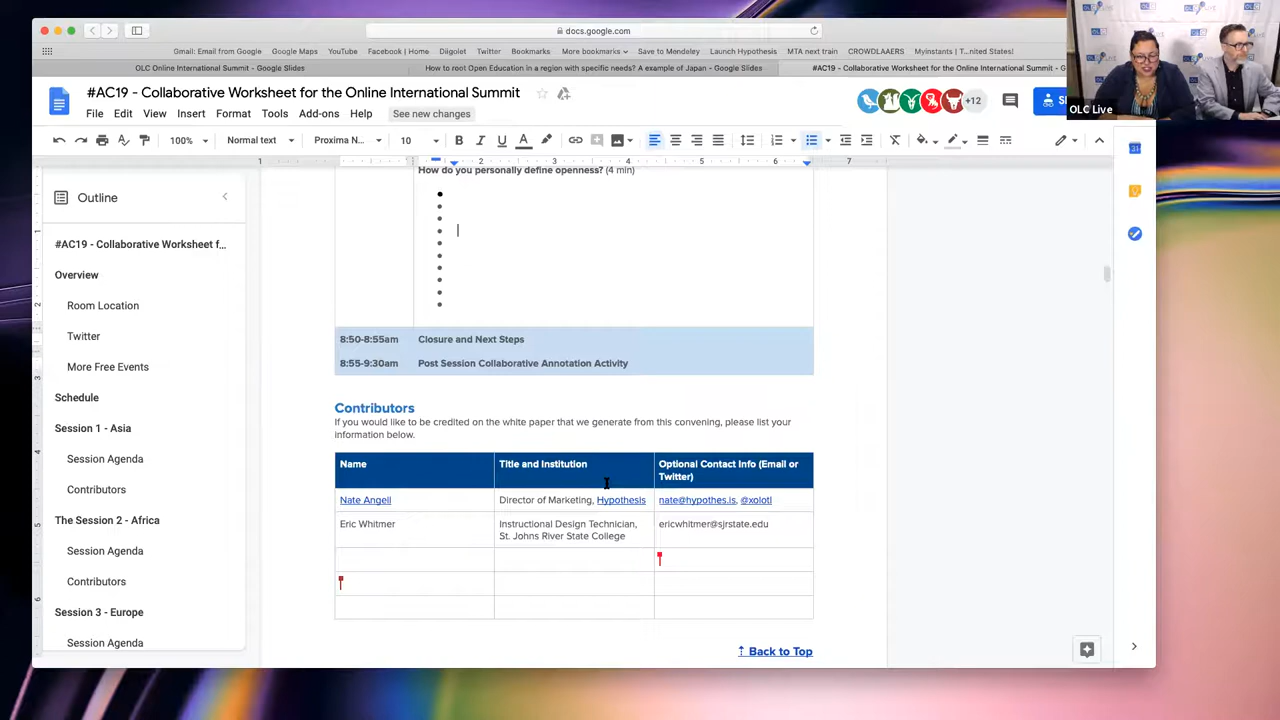 docs.google.com
Gmail: Email from Google
Google Maps
YouTube
Facebook | Home
Diigolet
Twitter
Bookmarks
More bookmarks
Save to Mendeley
Launch Hypothesis
MTA next train
CROWDLAAERS
Myinstants | T...nited States!
OLC Online International Summit - Google Slides
How to root Open Education in a region with specific needs? A example of Japan - Google Slides
#AC19 - Collaborative Worksheet for the Online International Summit - Goo
OLC Live
#AC19 - Collaborative Worksheet for the Online International Summit
+12
File Edit View Insert Format Tools Add-ons Help See new changes
100% Normal text Proxima N... 10
1 1 2 3 4 5 6 7
Outline
#AC19 - Collaborative Worksheet f...
Overview
Room Location
Twitter
More Free Events
Schedule
Session 1 - Asia
Session Agenda
Contributors
The Session 2 - Africa
Session Agenda
Contributors
Session 3 - Europe
Session Agenda
How do you personally define openness? (4 min)
8:50-8:55am Closure and Next Steps
8:55-9:30am Post Session Collaborative Annotation Activity
Contributors
If you would like to be credited on the white paper that we generate from this convening, please list your
information below.
Name Title and Institution Optional Contact Info (Email or
Twitter)
Nate Angell Director of Marketing, Hypothesis nate@hypothes.is, @xolotl
Eric Whitmer Instructional Design Technician, ericwhitmer@sjrstate.edu
St. Johns River State College
↑ Back to Top